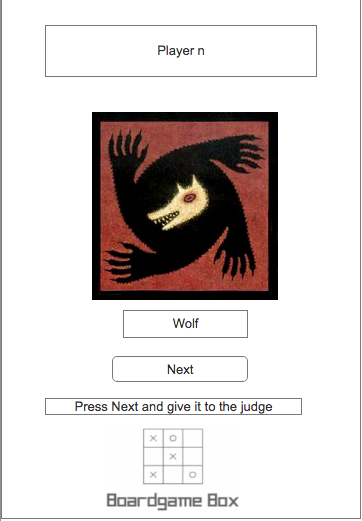 Player n
Wolf
Next
Press Next and give it to the judge
× ○
×
× ○
Boardgame Box